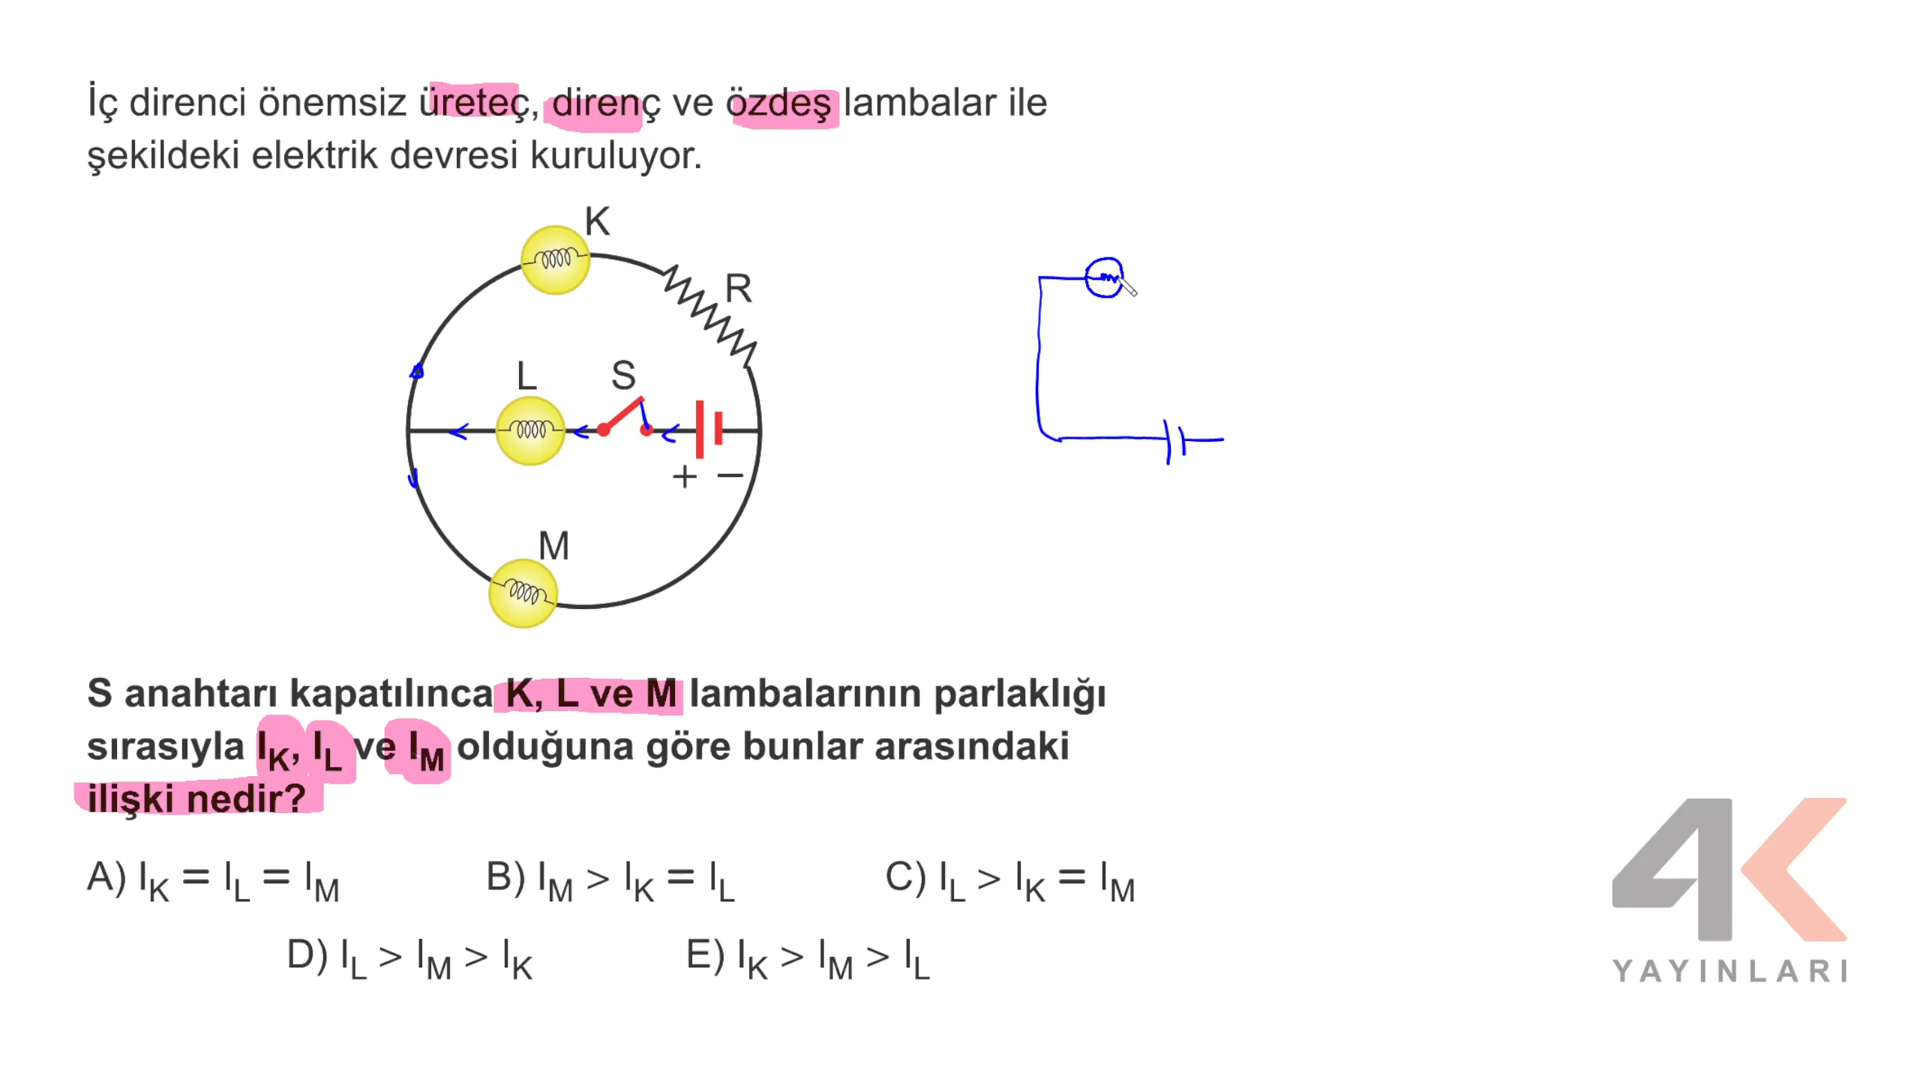 İç direnci önemsiz üreteç, direnç ve özdeş lambalar ile
şekildeki elektrik devresi kuruluyor.
K
R
L
S
+ −
M
S anahtarı kapatılınca K, L ve M lambalarının parlaklığı
sırasıyla I_K, I_L ve I_M olduğuna göre bunlar arasındaki
ilişki nedir?
A) I_K = I_L = I_M B) I_M > I_K = I_L C) I_L > I_K = I_M
D) I_L > I_M > I_K E) I_K > I_M > I_L
4K
YAYINLARI